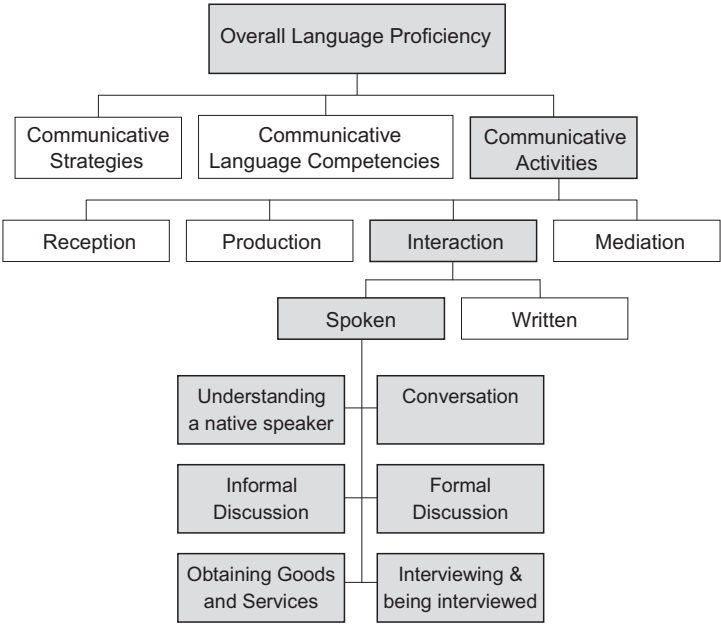 Overall Language Proficiency
Communicative
Strategies
Communicative
Language Competencies
Communicative
Activities
Reception
Production
Interaction
Mediation
Spoken
Written
Understanding
a native speaker
Conversation
Informal
Discussion
Formal
Discussion
Obtaining Goods
and Services
Interviewing &
being interviewed